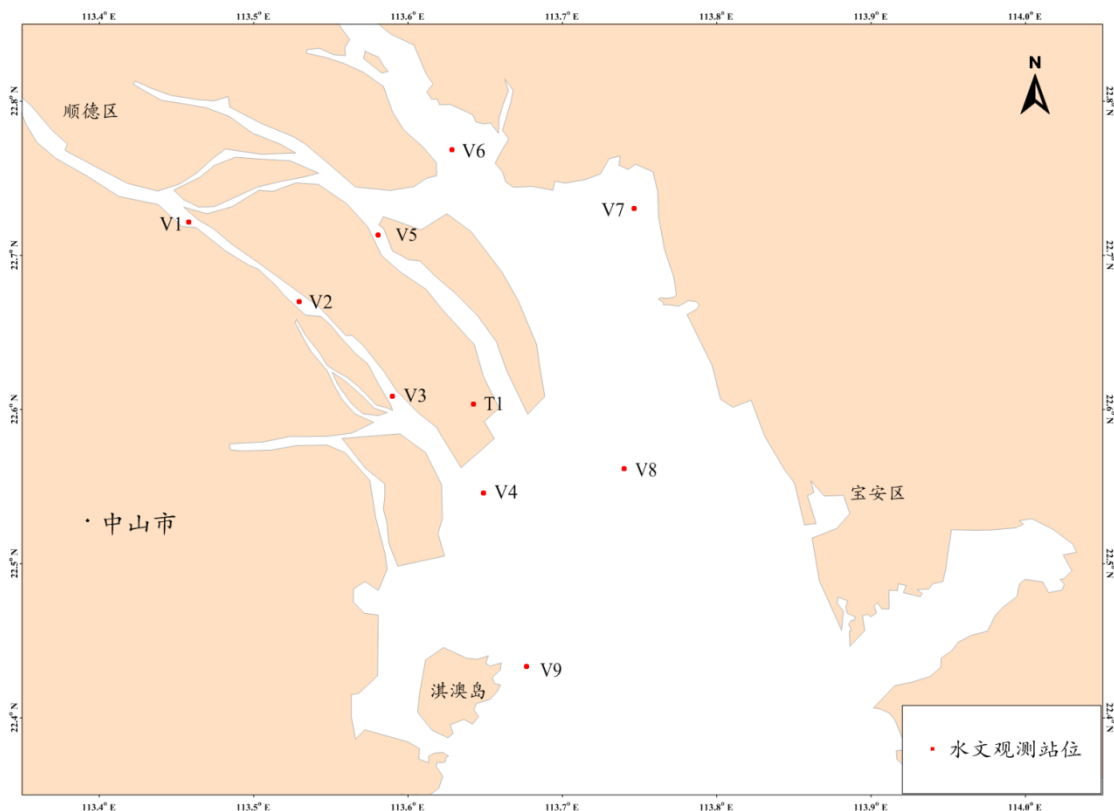 113.4° E 113.5° E 113.6° E 113.7° E 113.8° E 113.9° E 114.0° E
N
22.8° N 22.8° N
顺德区
V6
V7
V1
V5
22.7° N 22.7° N
V2
V3
T1
22.6° N 22.6° N
V8
V4
宝安区
中山市
22.5° N 22.5° N
V9
淇澳岛
22.4° N 22.4° N
水文观测站位
113.4° E 113.5° E 113.6° E 113.7° E 113.8° E 113.9° E 114.0° E